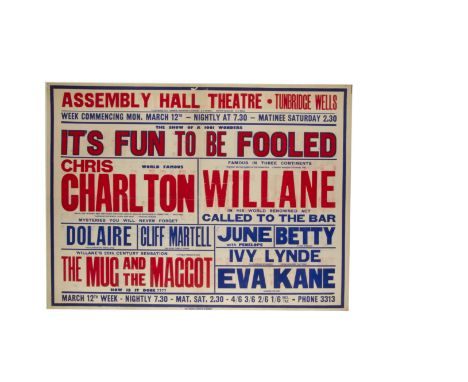 ASSEMBLY HALL THEATRE • TUNBRIDGE WELLS
WEEK COMMENCING MON. MARCH 12TH – NIGHTLY AT 7.30 – MATINEE SATURDAY 2.30
THE SHOW OF A 1001 WONDERS
IT'S FUN TO BE FOOLED
CHRIS
WORLD FAMOUS
CHARLTON
MYSTERIES YOU WILL NEVER FORGET
FAMOUS IN THREE CONTINENTS
WILLANE
IN HIS WORLD RENOWNED ACT
CALLED TO THE BAR
DOLAIRE
CLIFF MARTELL
JUNE
with PENELOPE
BETTY
WILLANE'S 20TH CENTURY SENSATION
THE MUG AND THE MAGGOT
HOW IS IT DONE ????
IVY LYNDE
EVA KANE
MARCH 12TH WEEK - NIGHTLY 7.30 - MAT. SAT. 2.30 - 4/6 3/6 2/6 1/6 - PHONE 3313